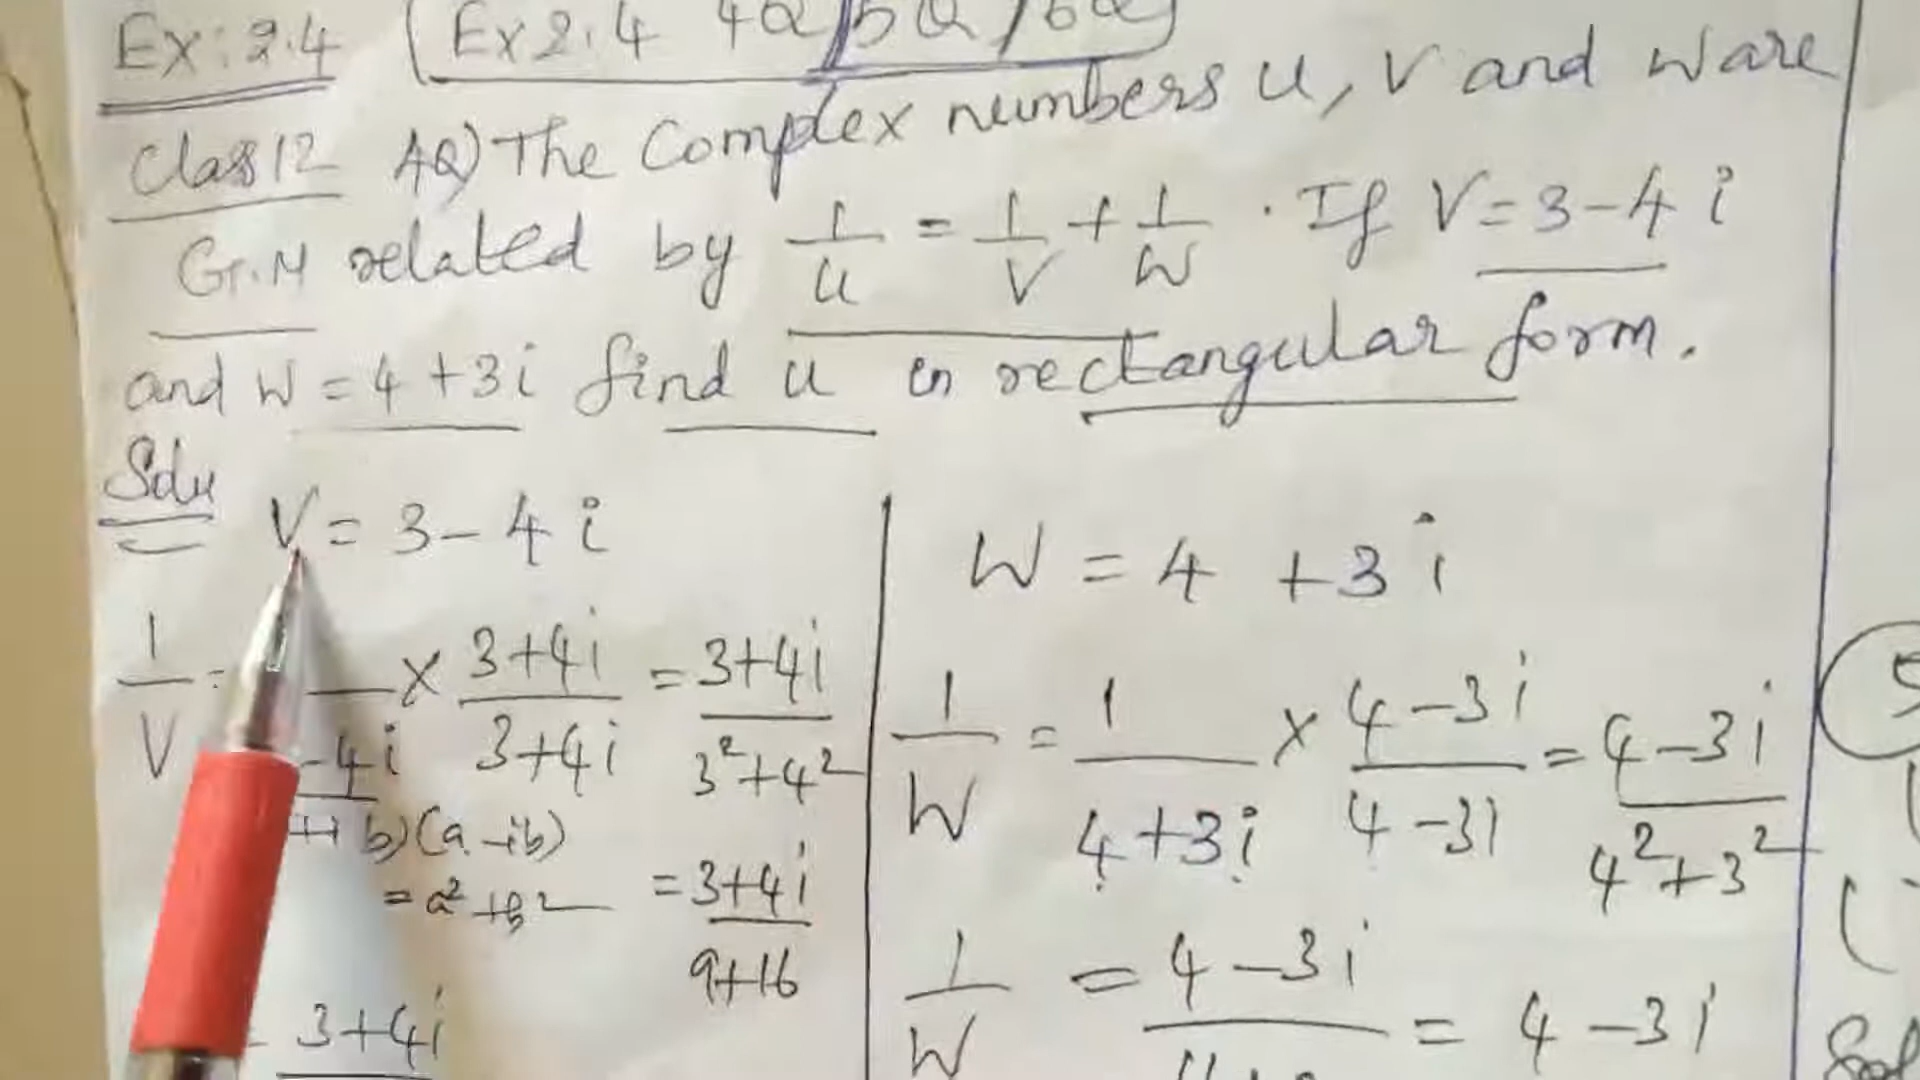 Ex: 2.4 (Ex 2.4 4Q/5Q/6Q)
Class 12 4Q) The Complex numbers u, v and w are
G.M related by 1/u = 1/v + 1/w . If V = 3 - 4 i
and w = 4 + 3i find u in rectangular form.
Solu V = 3 - 4 i
1/V = × 3+4i/3+4i = 3+4i/3²+4²
-4i
b)(a - ib)
= a² + b²
= 3+4i/9+16
3+4i
W = 4 + 3 i
1/W = 1/4+3i × 4-3i/4-3i = 4-3i/4²+3²
1/W = 4-3i = 4-3i